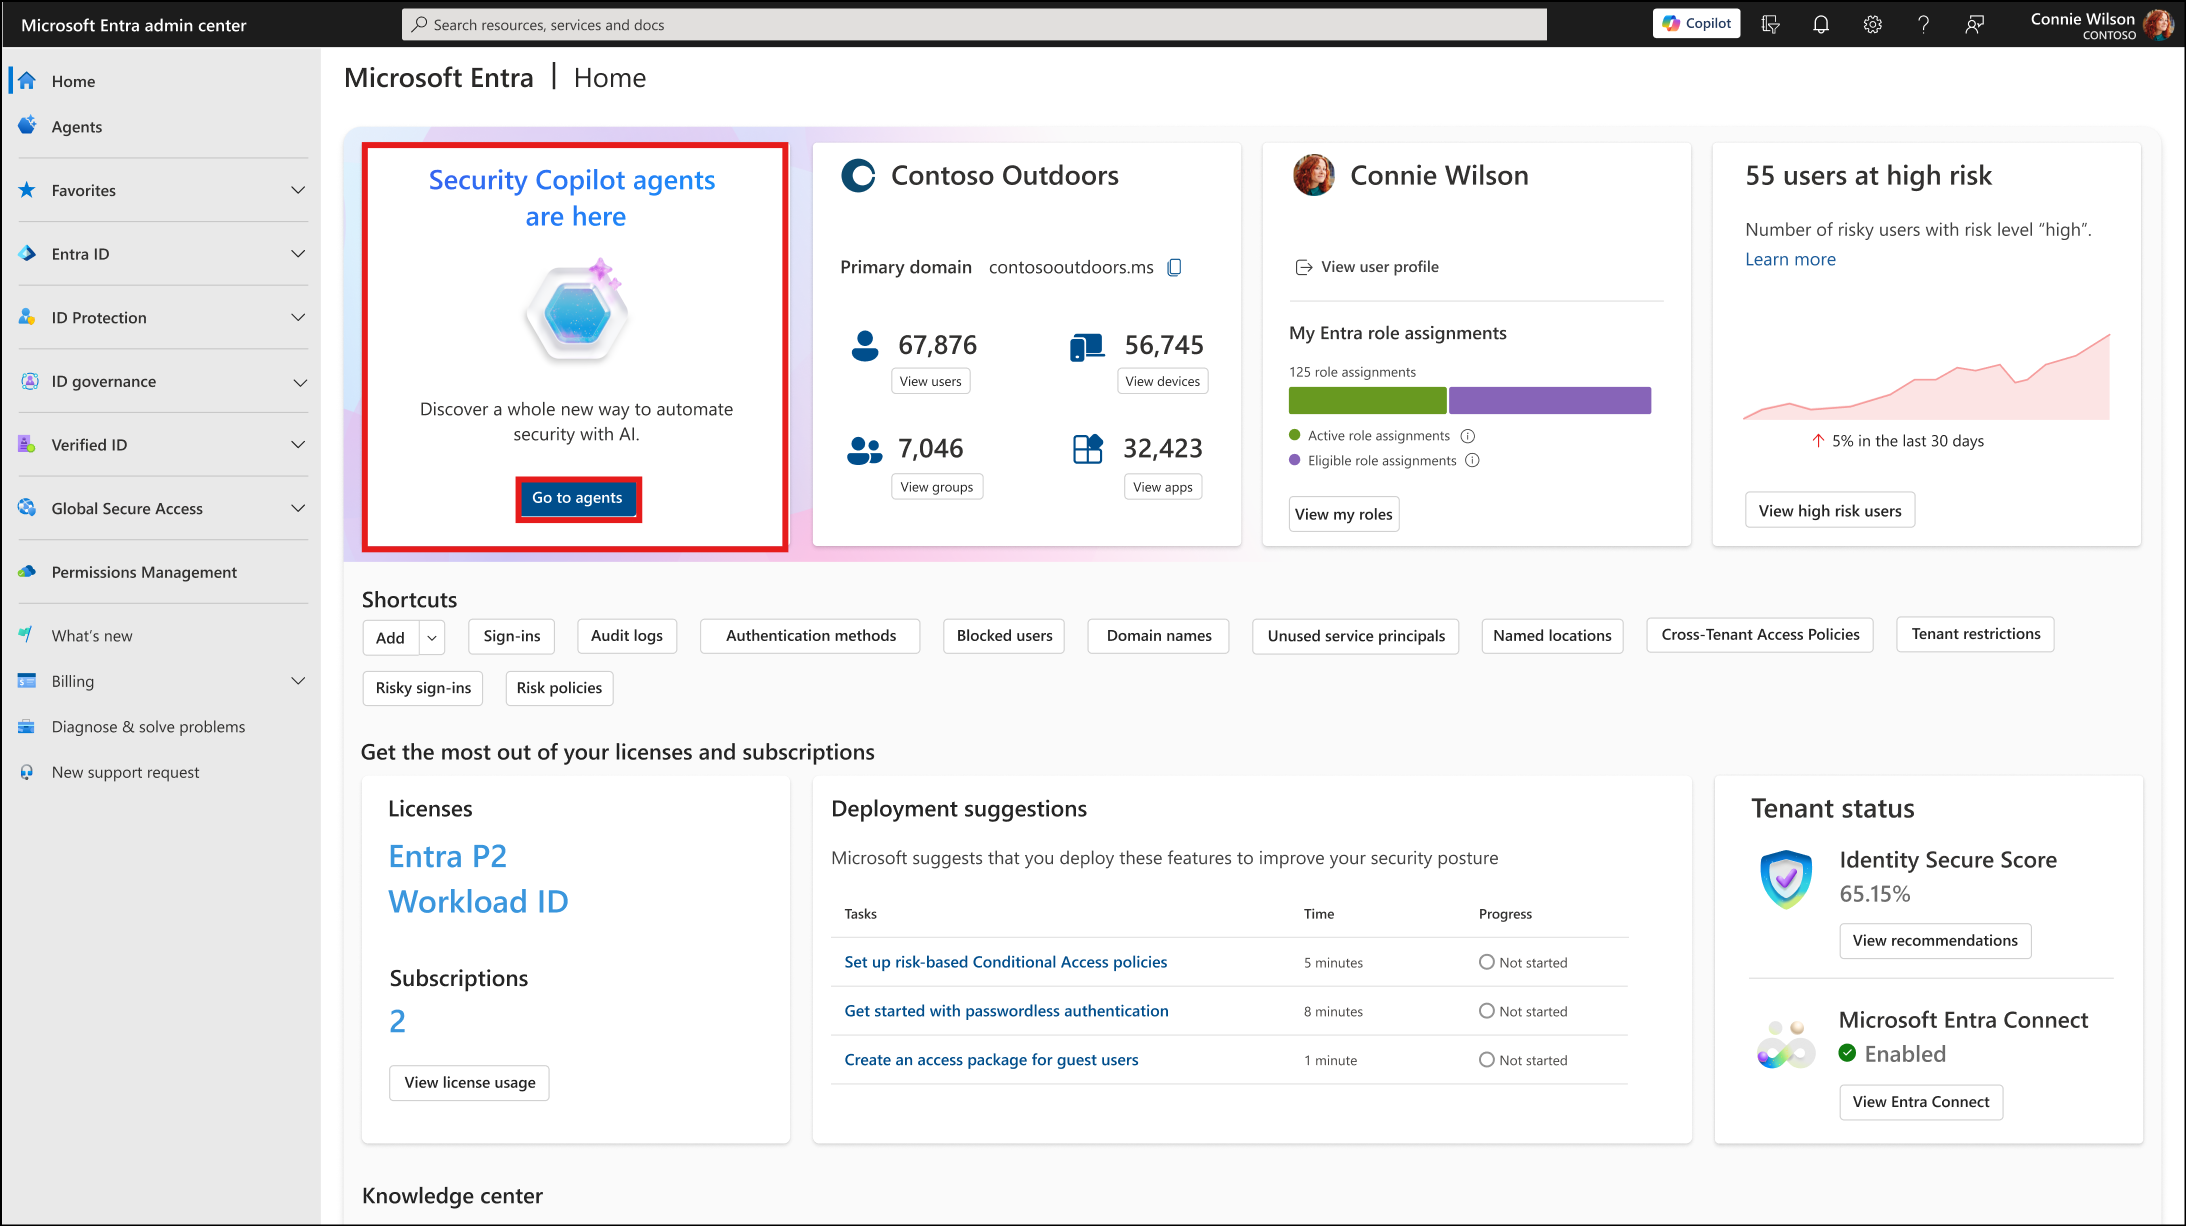 Microsoft Entra admin center
Search resources, services and docs
Copilot
Connie Wilson
CONTOSO
Home
Agents
Favorites
Entra ID
ID Protection
ID governance
Verified ID
Global Secure Access
Permissions Management
What's new
Billing
Diagnose & solve problems
New support request
Microsoft Entra | Home
Security Copilot agents
are here
Discover a whole new way to automate
security with AI.
Go to agents
Contoso Outdoors
Primary domain contosooutdoors.ms
67,876
View users
56,745
View devices
7,046
View groups
32,423
View apps
Connie Wilson
View user profile
My Entra role assignments
125 role assignments
Active role assignments
Eligible role assignments
View my roles
55 users at high risk
Number of risky users with risk level “high”.
Learn more
5% in the last 30 days
View high risk users
Shortcuts
Add
Sign-ins
Audit logs
Authentication methods
Blocked users
Domain names
Unused service principals
Named locations
Cross-Tenant Access Policies
Tenant restrictions
Risky sign-ins
Risk policies
Get the most out of your licenses and subscriptions
Licenses
Entra P2
Workload ID
Subscriptions
2
View license usage
Deployment suggestions
Microsoft suggests that you deploy these features to improve your security posture
Tasks Time Progress
Set up risk-based Conditional Access policies 5 minutes Not started
Get started with passwordless authentication 8 minutes Not started
Create an access package for guest users 1 minute Not started
Tenant status
Identity Secure Score
65.15%
View recommendations
Microsoft Entra Connect
Enabled
View Entra Connect
Knowledge center